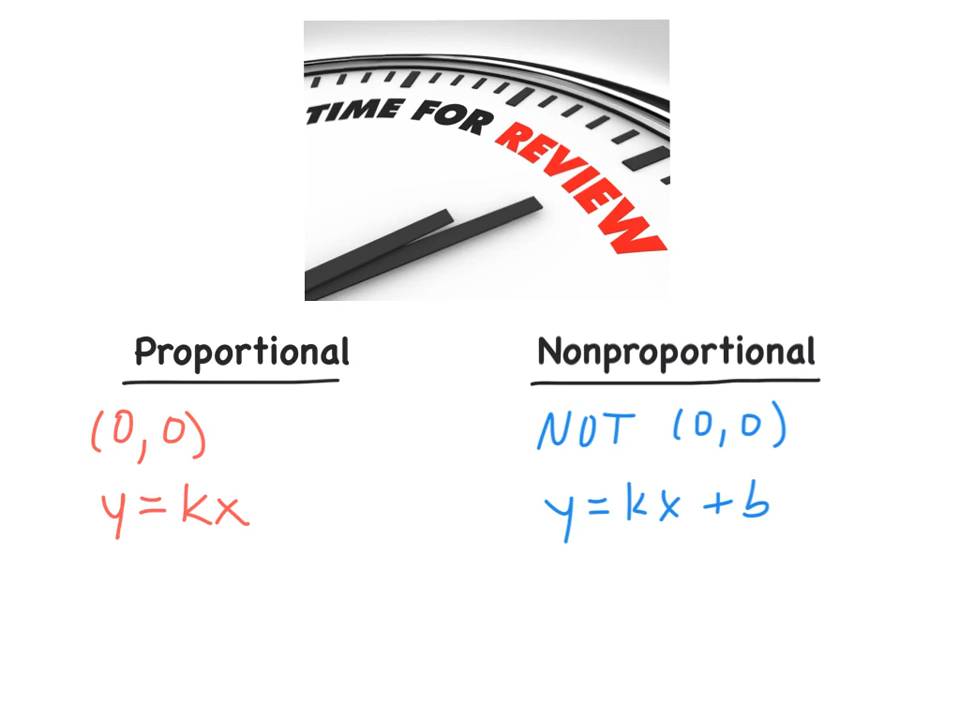 TIME FOR REVIEW
Proportional
Nonproportional
(0,0)
NOT (0,0)
y=kx
y=kx+b